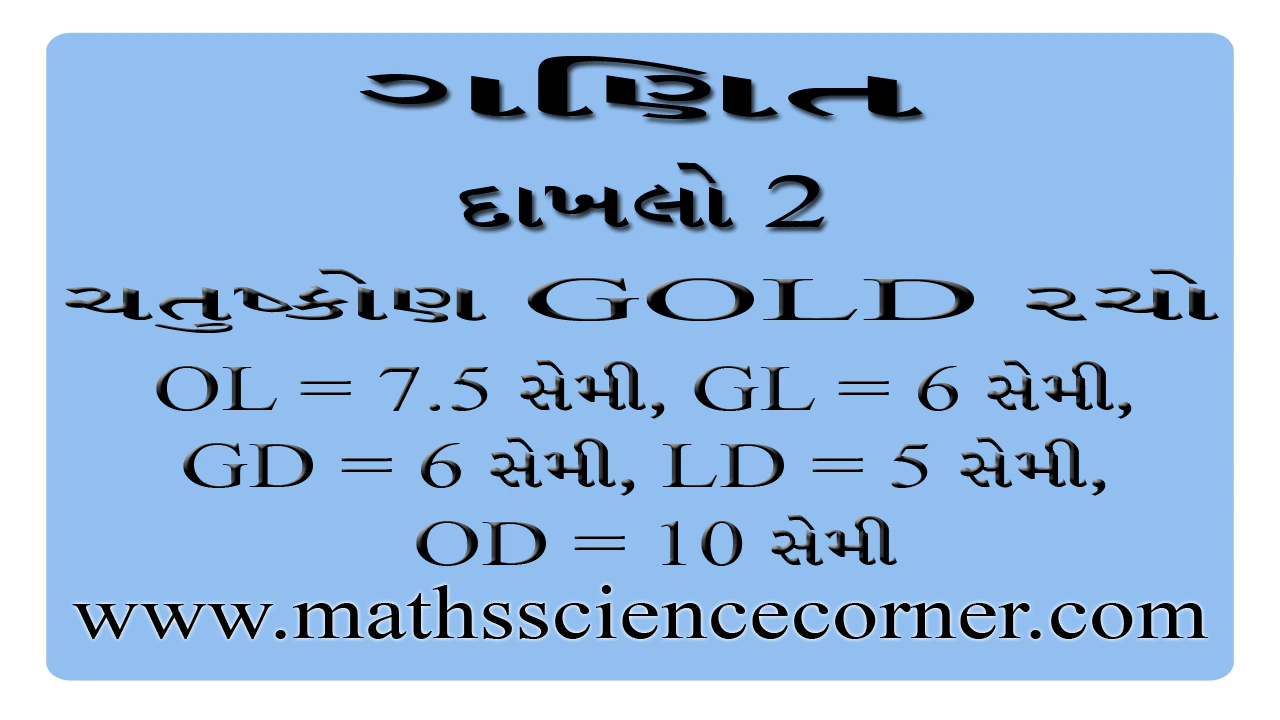 ગણિત
દાખલો 2
ચતુષ્કોણ GOLD રચો
OL = 7.5 સેમી, GL = 6 સેમી,
GD = 6 સેમી, LD = 5 સેમી,
OD = 10 સેમી
www.mathssciencecorner.com